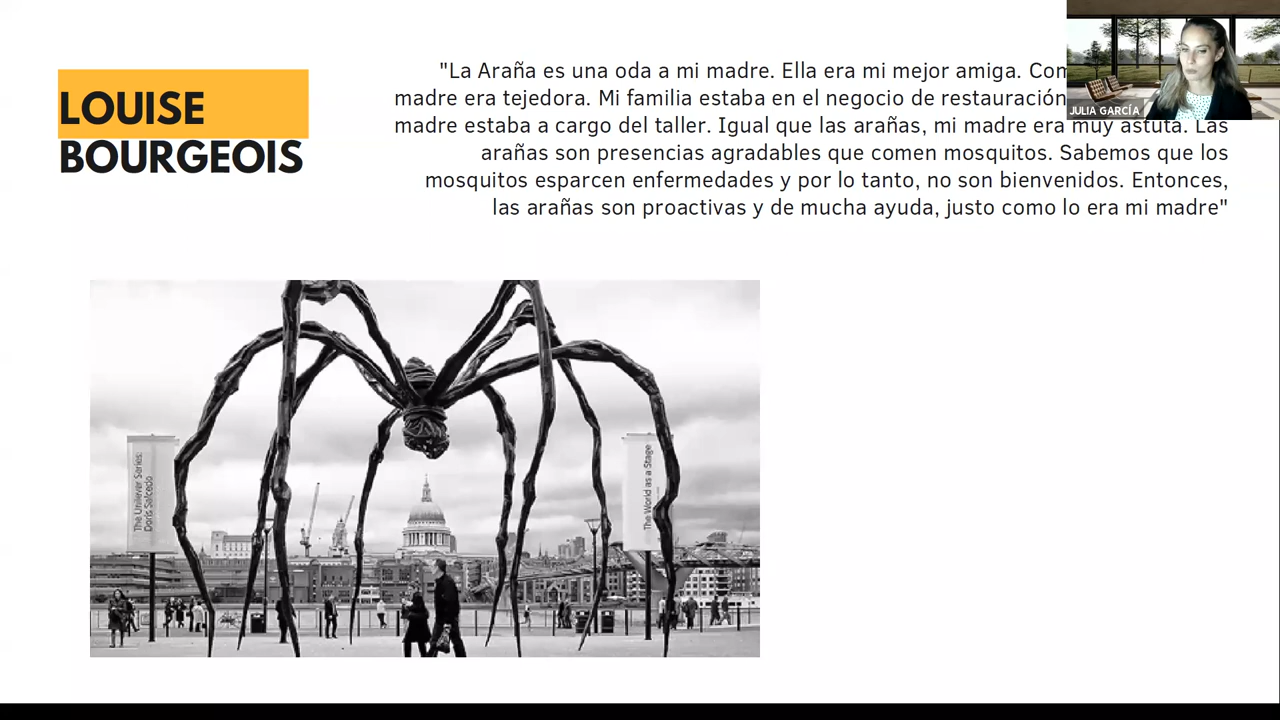 LOUISE
BOURGEOIS
"La Araña es una oda a mi madre. Ella era mi mejor amiga.
madre era tejedora. Mi familia estaba en el negocio de restauración
madre estaba a cargo del taller. Igual que las arañas, mi madre era muy astuta. Las
arañas son presencias agradables que comen mosquitos. Sabemos que los
mosquitos esparcen enfermedades y por lo tanto, no son bienvenidos. Entonces,
las arañas son proactivas y de mucha ayuda, justo como lo era mi madre"
JULIA GARCÍA
The Unilever Series:
Doris Salcedo
The World as a Stage